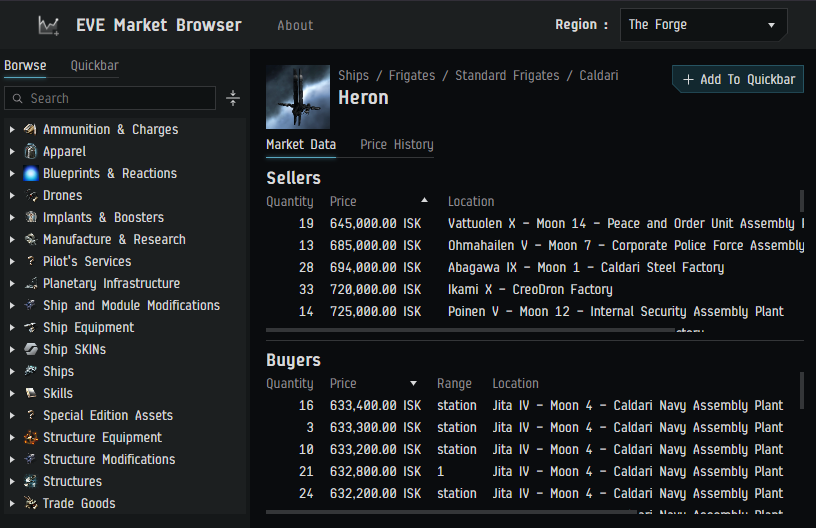 EVE Market Browser
About
Region :
The Forge
Borwse
Quickbar
Search
Ammunition & Charges
Apparel
Blueprints & Reactions
Drones
Implants & Boosters
Manufacture & Research
Pilot's Services
Planetary Infrastructure
Ship and Module Modifications
Ship Equipment
Ship SKINs
Ships
Skills
Special Edition Assets
Structure Equipment
Structure Modifications
Structures
Trade Goods
Ships / Frigates / Standard Frigates / Caldari
Heron
+ Add To Quickbar
Market Data
Price History
Sellers
Quantity Price Location
19 645,000.00 ISK Vattuolen X - Moon 14 - Peace and Order Unit Assembly
13 685,000.00 ISK Ohmahailen V - Moon 7 - Corporate Police Force Assembly
28 694,000.00 ISK Abagawa IX - Moon 1 - Caldari Steel Factory
33 720,000.00 ISK Ikami X - CreoDron Factory
14 725,000.00 ISK Poinen V - Moon 12 - Internal Security Assembly Plant
Buyers
Quantity Price Range Location
16 633,400.00 ISK station Jita IV - Moon 4 - Caldari Navy Assembly Plant
3 633,300.00 ISK station Jita IV - Moon 4 - Caldari Navy Assembly Plant
10 633,200.00 ISK station Jita IV - Moon 4 - Caldari Navy Assembly Plant
21 632,800.00 ISK 1 Jita IV - Moon 4 - Caldari Navy Assembly Plant
24 632,200.00 ISK station Jita IV - Moon 4 - Caldari Navy Assembly Plant
Navy Assembly Plant